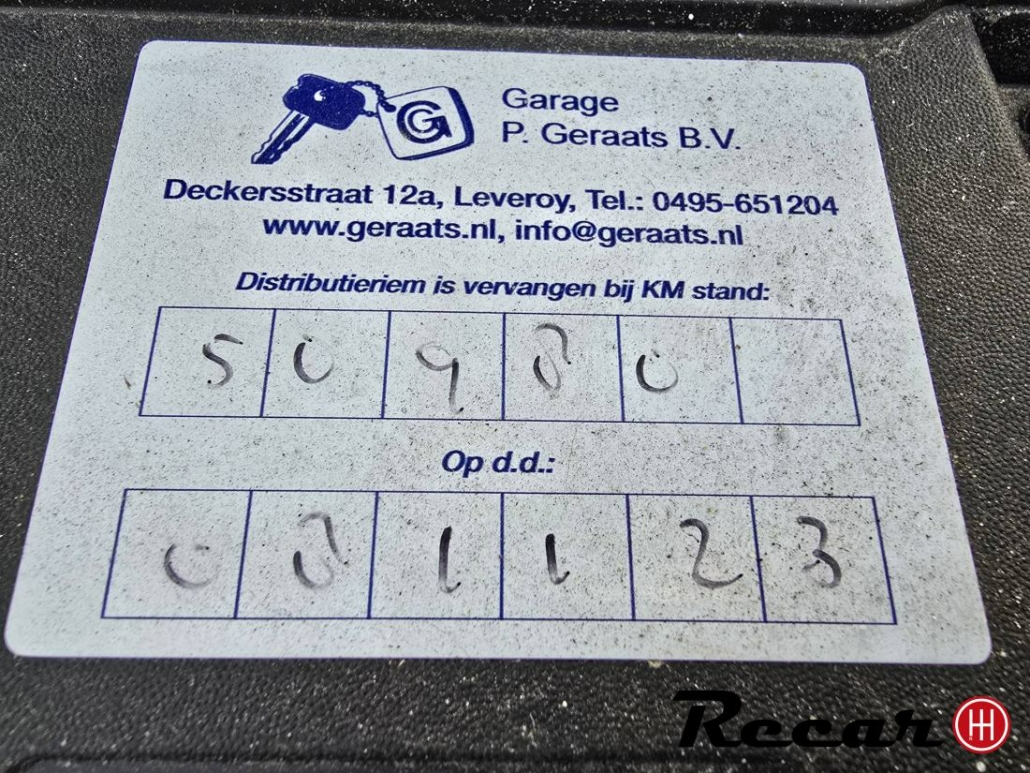 G
Garage
P. Geraats B.V.
Deckersstraat 12a, Leveroy, Tel.: 0495-651204
www.geraats.nl, info@geraats.nl
Distributieriem is vervangen bij KM stand:
5 0 9 8 0
Op d.d.:
0 8 1 1 2 3
Recar H